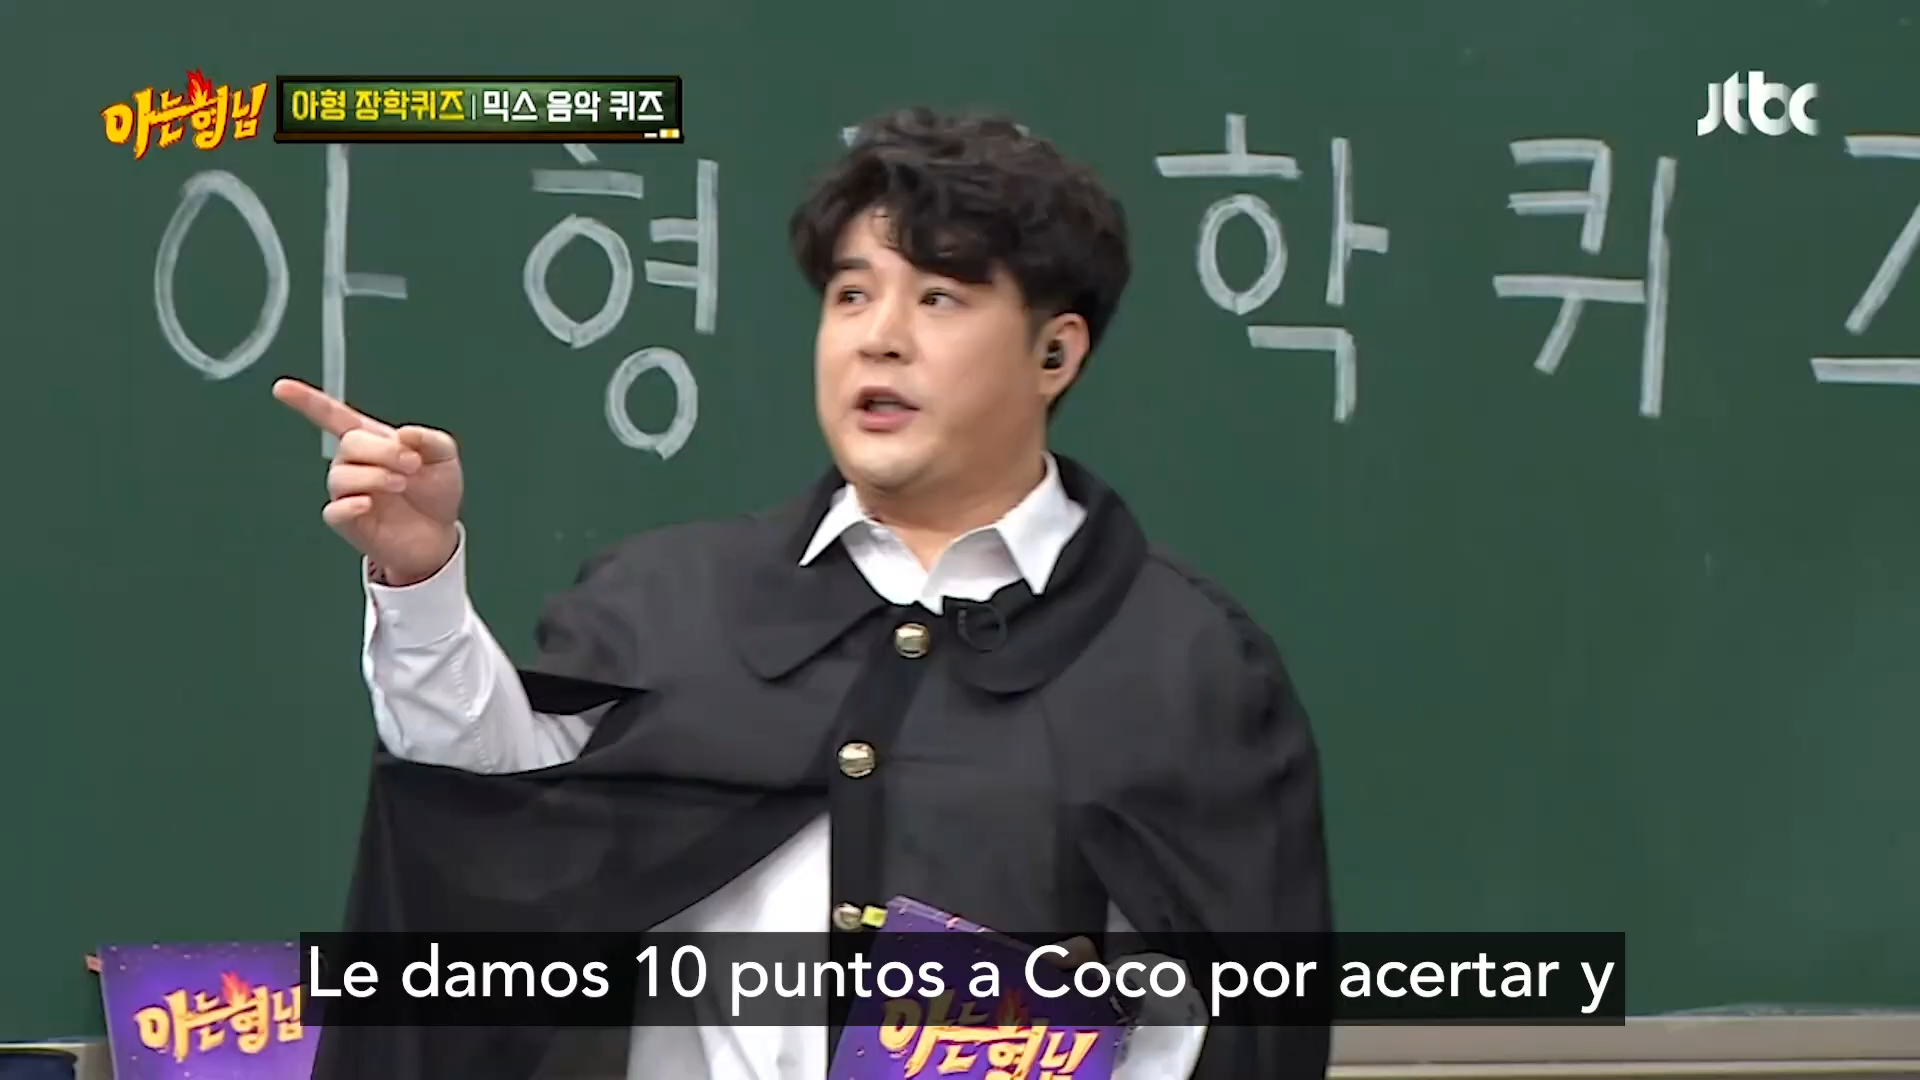 아는형님
아형 장학퀴즈 | 믹스 음악 퀴즈
jtbc
아형 학퀴즈
Le damos 10 puntos a Coco por acertar y
아는형님
아는형님